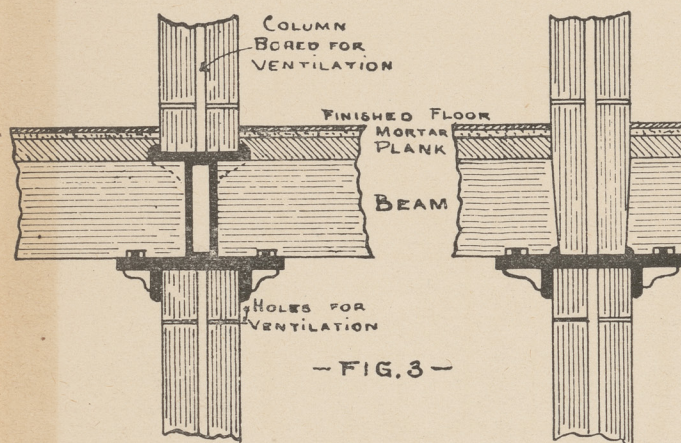 COLUMN
BORED FOR
VENTILATION
FINISHED FLOOR
MORTAR
PLANK
BEAM
HOLES FOR
VENTILATION
- FIG. 3 -